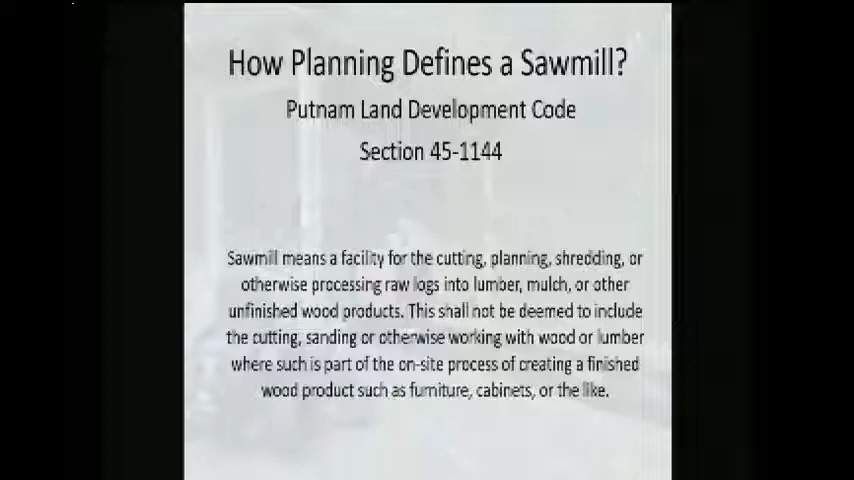 How Planning Defines a Sawmill?
Putnam Land Development Code
Section 45-1144
Sawmill means a facility for the cutting, planning, shredding, or
otherwise processing raw logs into lumber, mulch, or other
unfinished wood products. This shall not be deemed to include
the cutting, sanding or otherwise working with wood or lumber
where such is part of the on-site process of creating a finished
wood product such as furniture, cabinets, or the like.